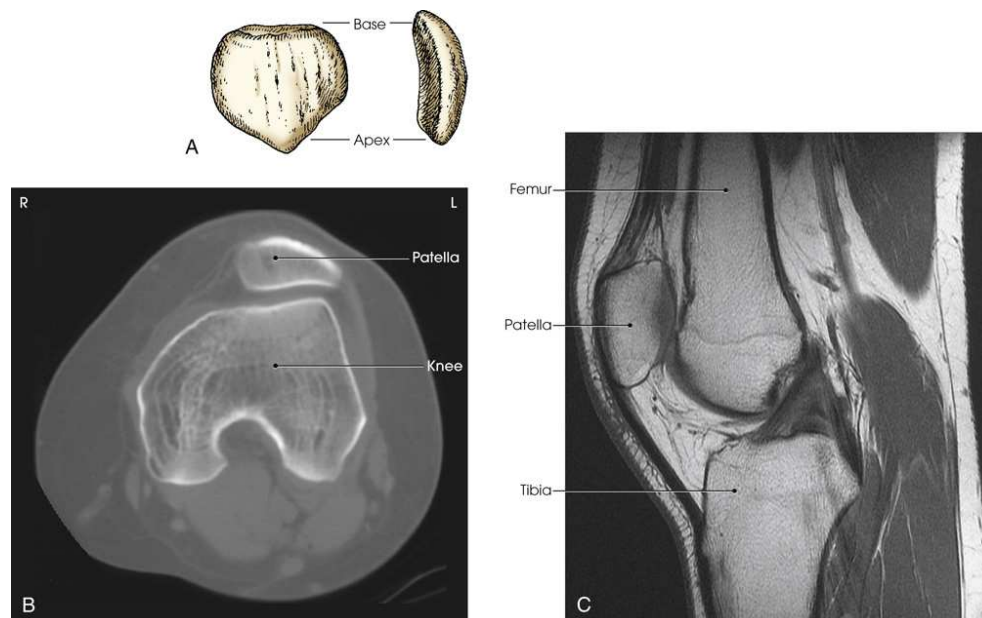 Base
Apex
A
R
L
Patella
Knee
B
Femur
Patella
Tibia
C